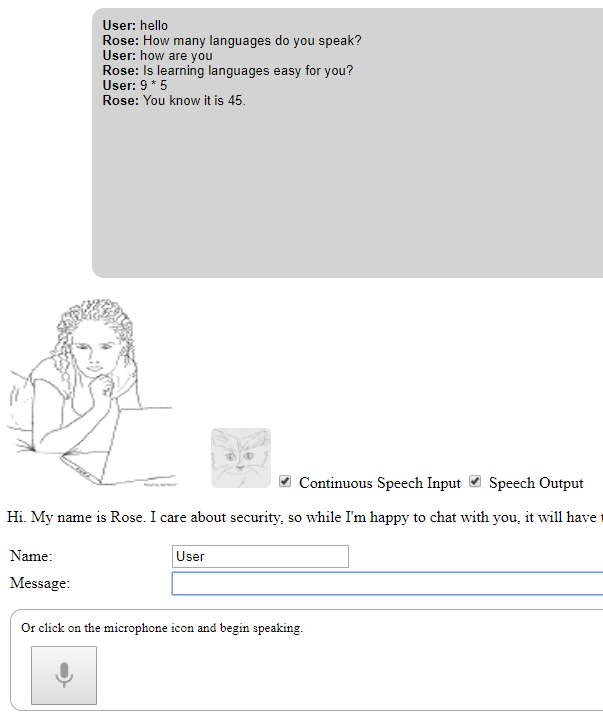 User: hello
Rose: How many languages do you speak?
User: how are you
Rose: Is learning languages easy for you?
User: 9 * 5
Rose: You know it is 45.
Continuous Speech Input Speech Output
Hi. My name is Rose. I care about security, so while I'm happy to chat with you, it will have
Name: User
Message:
Or click on the microphone icon and begin speaking.